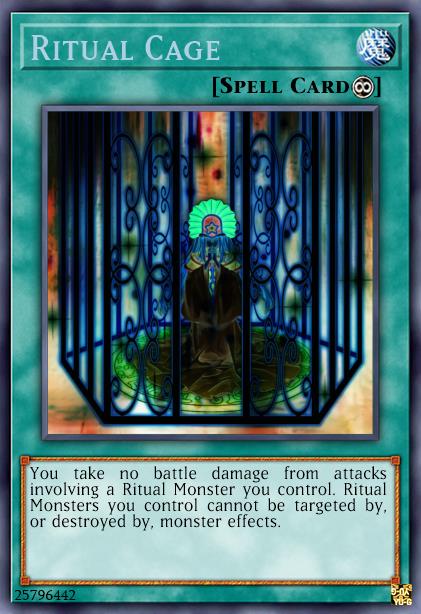 Ritual Cage
[Spell Card]
You take no battle damage from attacks
involving a Ritual Monster you control. Ritual
Monsters you control cannot be targeted by,
or destroyed by, monster effects.
25796442